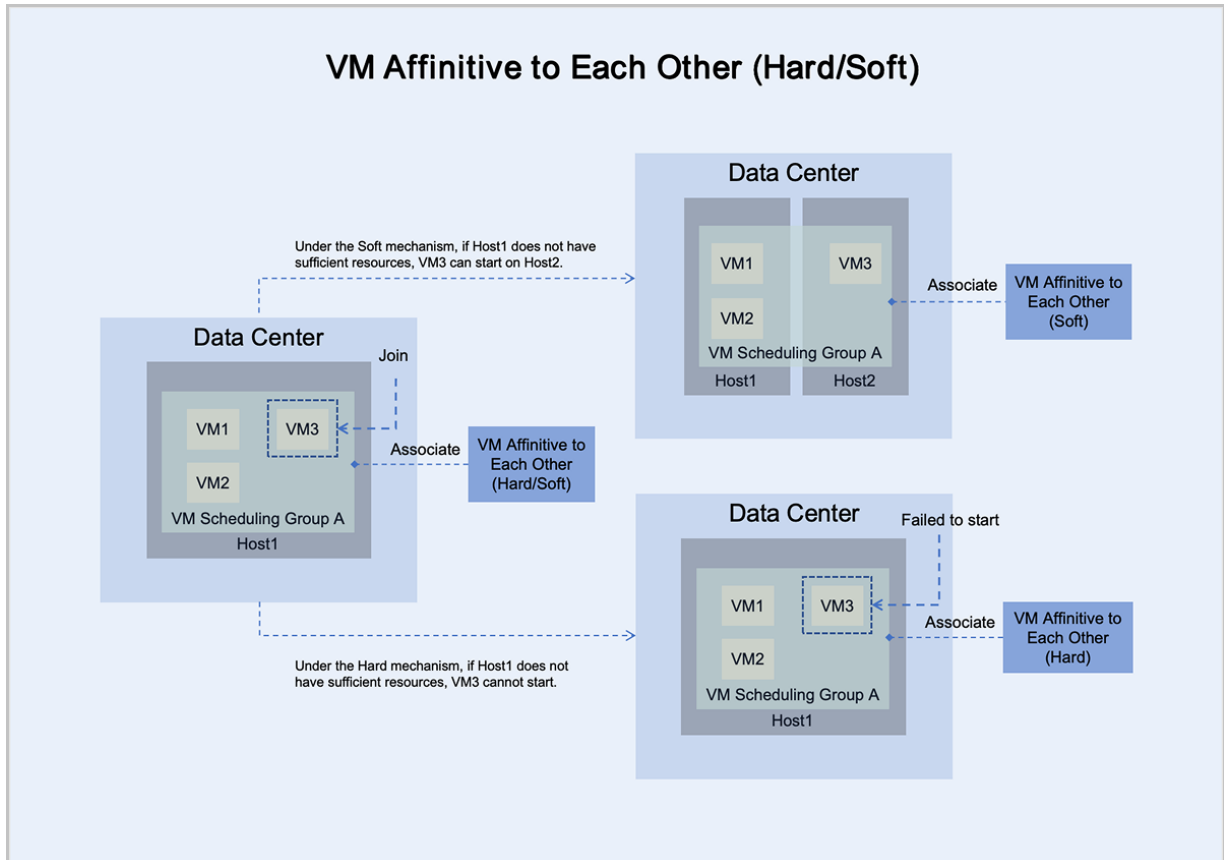 VM Affinitive to Each Other (Hard/Soft)
Data Center
Under the Soft mechanism, if Host1 does not have
sufficient resources, VM3 can start on Host2.
VM1
VM3
VM2
VM Scheduling Group A
Host1
Host2
Associate
VM Affinitive to
Each Other
(Soft)
Data Center
Join
VM1
VM3
VM2
VM Scheduling Group A
Host1
Associate
VM Affinitive to
Each Other
(Hard/Soft)
Under the Hard mechanism, if Host1 does not
have sufficient resources, VM3 cannot start.
Data Center
Failed to start
VM1
VM3
VM2
VM Scheduling Group A
Host1
Associate
VM Affinitive to
Each Other
(Hard)